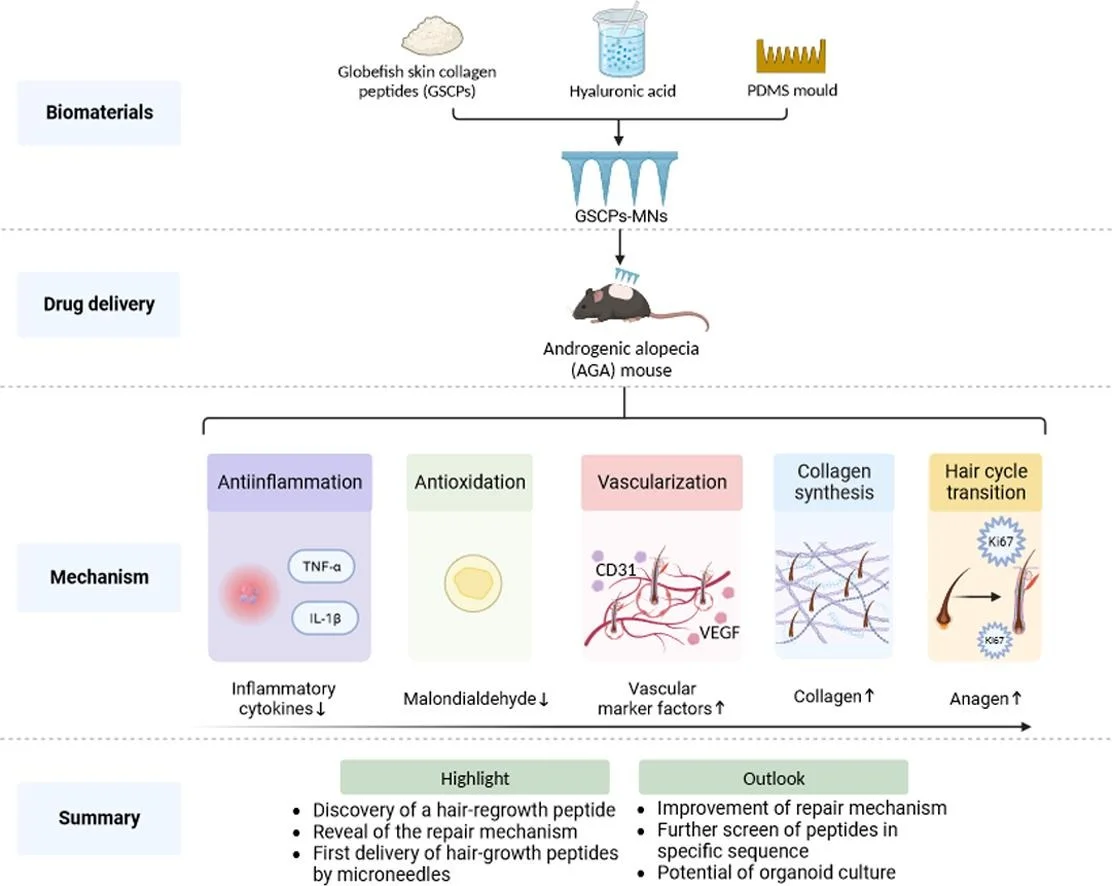 Biomaterials
Globefish skin collagen
peptides (GSCPs)
Hyaluronic acid
PDMS mould
GSCPs-MNs
Drug delivery
Androgenic alopecia
(AGA) mouse
Mechanism
Antiinflammation
TNF-α
IL-1β
Inflammatory
cytokines↓
Antioxidation
Malondialdehyde↓
Vascularization
CD31
VEGF
Vascular
marker factors↑
Collagen
synthesis
Collagen↑
Hair cycle
transition
Ki67
Ki67
Anagen↑
Summary
Highlight
• Discovery of a hair-regrowth peptide
• Reveal of the repair mechanism
• First delivery of hair-growth peptides
by microneedles
Outlook
• Improvement of repair mechanism
• Further screen of peptides in
specific sequence
• Potential of organoid culture